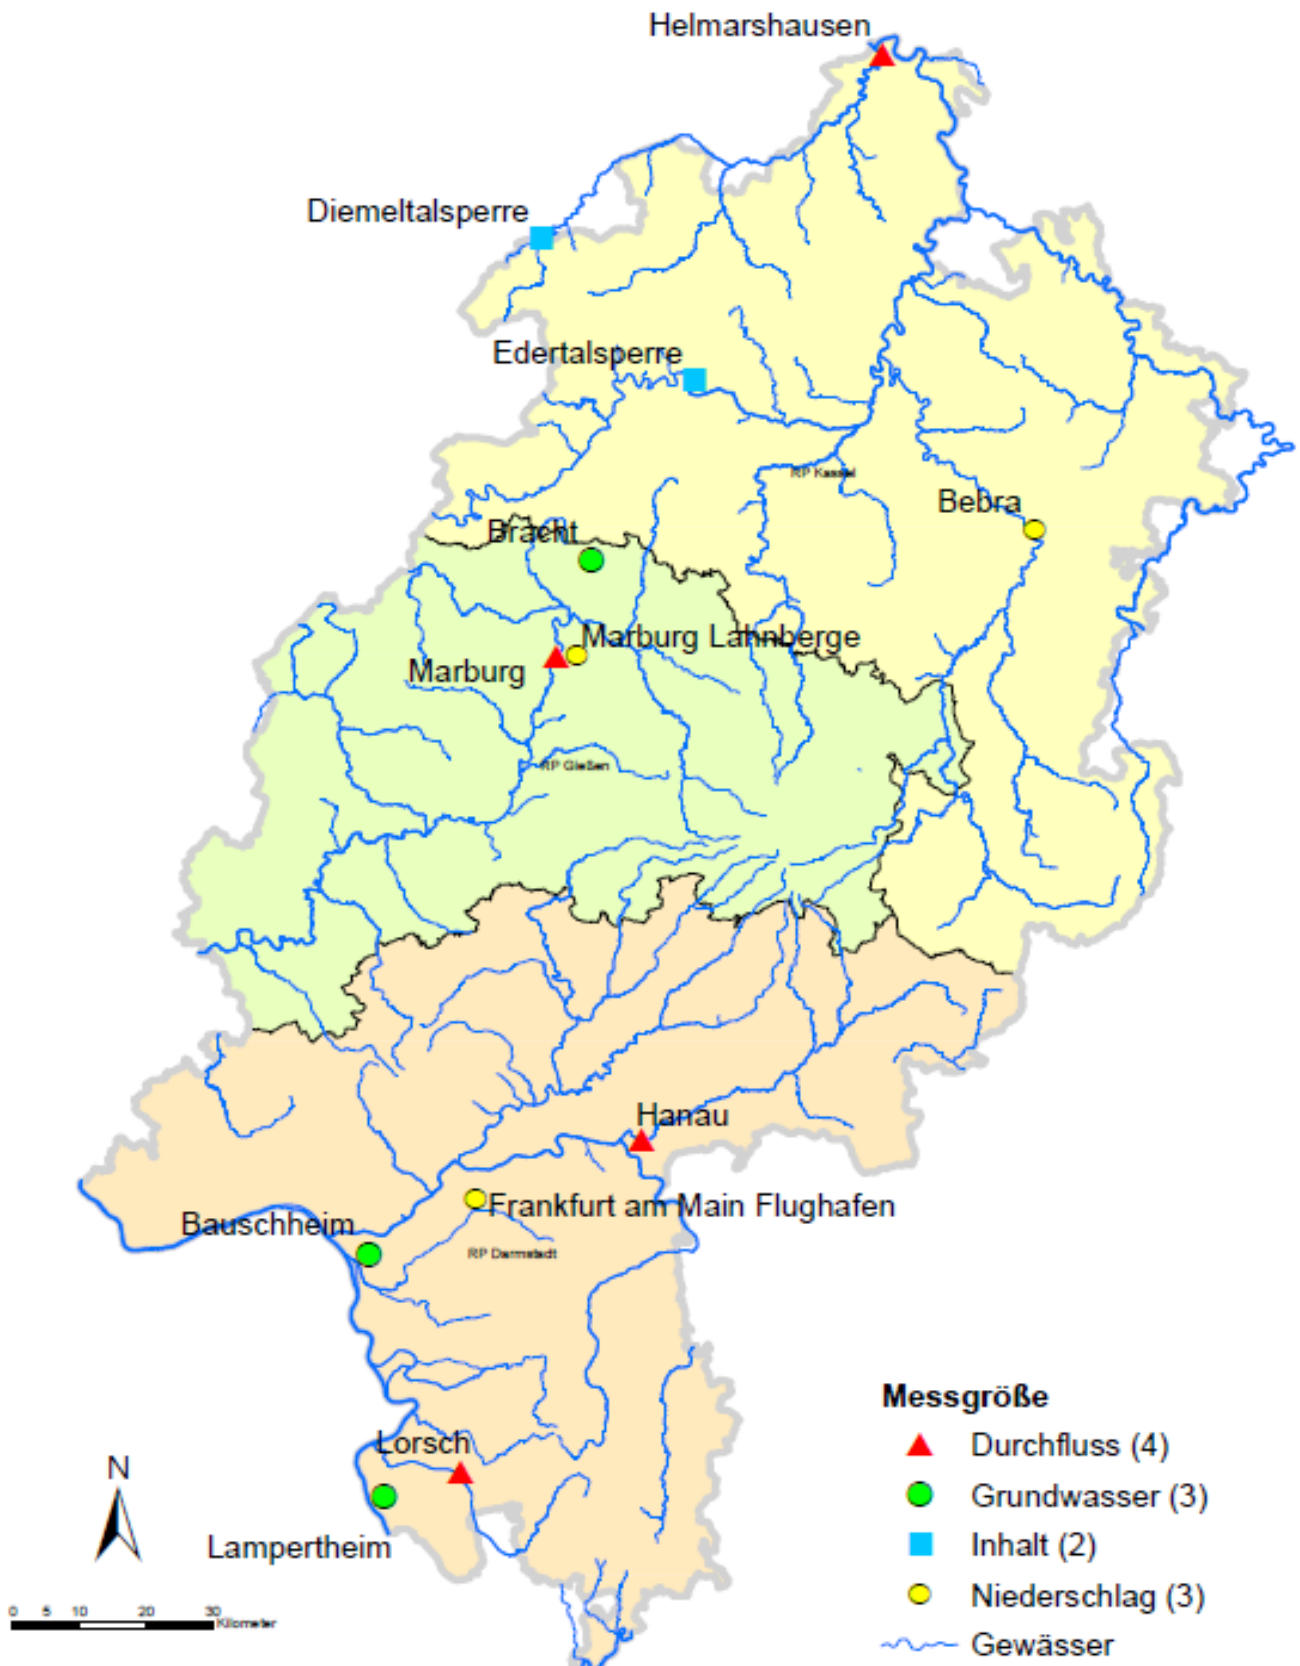 Helmarshausen
Diemeltalsperre
Edertalsperre
RP Kassel
Bebra
Bracht
Marburg Lahnberge
Marburg
RP Gießen
Hanau
Frankfurt am Main Flughafen
Bauschheim
RP Darmstadt
Lorsch
Lampertheim
N
0 5 10 20 30
Kilometer
Messgröße
Durchfluss (4)
Grundwasser (3)
Inhalt (2)
Niederschlag (3)
Gewässer